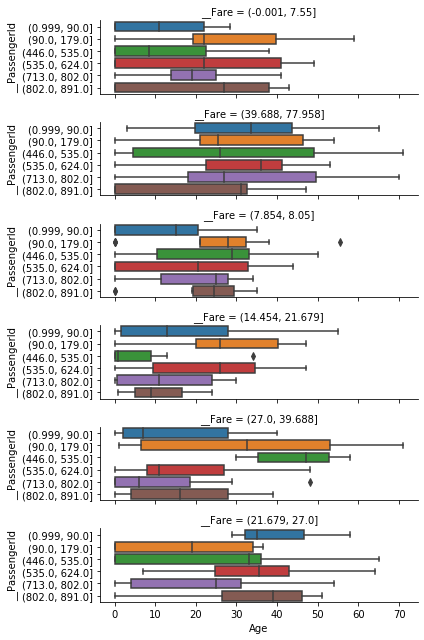 __Fare = (-0.001, 7.55]
PassengerId
(0.999, 90.0]
(90.0, 179.0]
(446.0, 535.0]
(535.0, 624.0]
(713.0, 802.0]
(802.0, 891.0]
__Fare = (39.688, 77.958]
PassengerId
(0.999, 90.0]
(90.0, 179.0]
(446.0, 535.0]
(535.0, 624.0]
(713.0, 802.0]
(802.0, 891.0]
__Fare = (7.854, 8.05]
PassengerId
(0.999, 90.0]
(90.0, 179.0]
(446.0, 535.0]
(535.0, 624.0]
(713.0, 802.0]
(802.0, 891.0]
__Fare = (14.454, 21.679]
PassengerId
(0.999, 90.0]
(90.0, 179.0]
(446.0, 535.0]
(535.0, 624.0]
(713.0, 802.0]
(802.0, 891.0]
__Fare = (27.0, 39.688]
PassengerId
(0.999, 90.0]
(90.0, 179.0]
(446.0, 535.0]
(535.0, 624.0]
(713.0, 802.0]
(802.0, 891.0]
__Fare = (21.679, 27.0]
PassengerId
(0.999, 90.0]
(90.0, 179.0]
(446.0, 535.0]
(535.0, 624.0]
(713.0, 802.0]
(802.0, 891.0]
0 10 20 30 40 50 60 70
Age